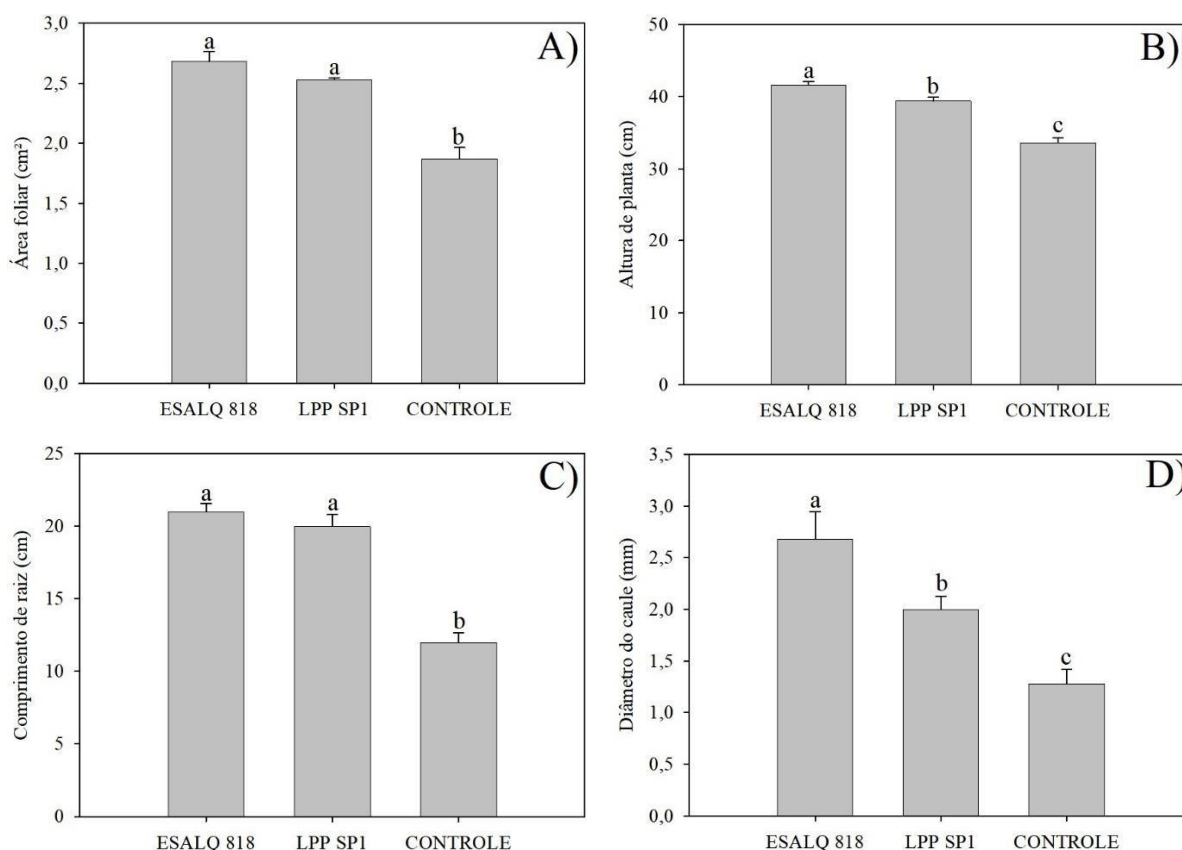 A)
Área foliar (cm²)
3,0
2,5
2,0
1,5
1,0
0,5
0,0
a
a
b
ESALQ 818
LPP SP1
CONTROLE
B)
Altura de planta (cm)
50
40
30
20
10
0
a
b
c
ESALQ 818
LPP SP1
CONTROLE
C)
Comprimento de raiz (cm)
25
20
15
10
5
0
a
a
b
ESALQ 818
LPP SP1
CONTROLE
D)
Diâmetro do caule (mm)
3,5
3,0
2,5
2,0
1,5
1,0
0,5
0,0
a
b
c
ESALQ 818
LPP SP1
CONTROLE